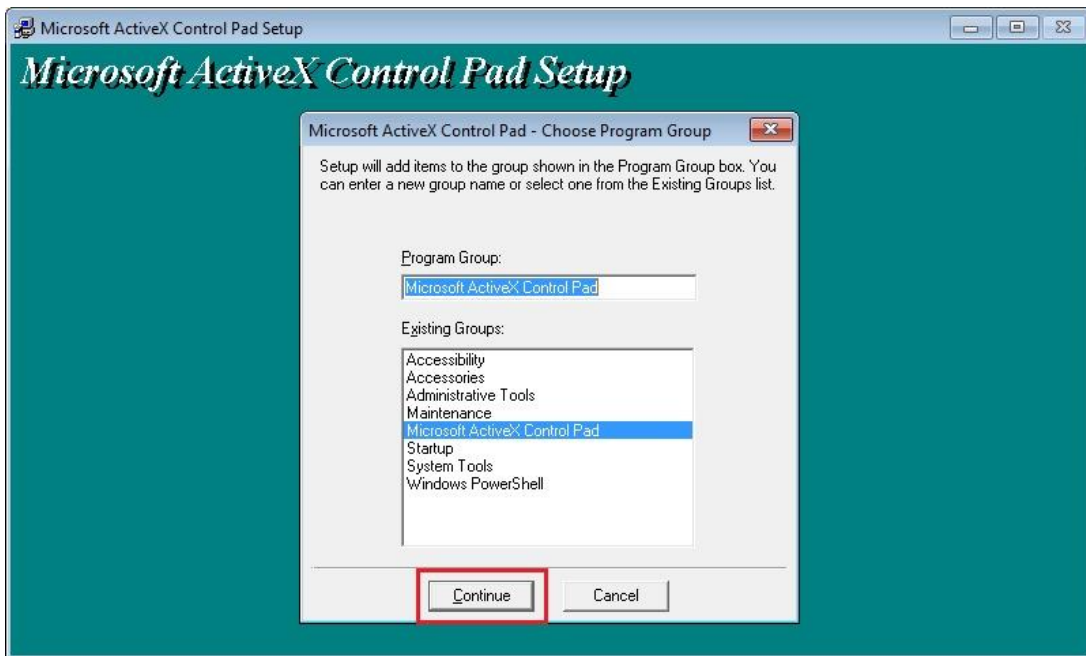 Microsoft ActiveX Control Pad Setup
Microsoft ActiveX Control Pad Setup
Microsoft ActiveX Control Pad - Choose Program Group
Setup will add items to the group shown in the Program Group box. You
can enter a new group name or select one from the Existing Groups list.
Program Group:
Microsoft ActiveX Control Pad
Existing Groups:
Accessibility
Accessories
Administrative Tools
Maintenance
Microsoft ActiveX Control Pad
Startup
System Tools
Windows PowerShell
Continue Cancel